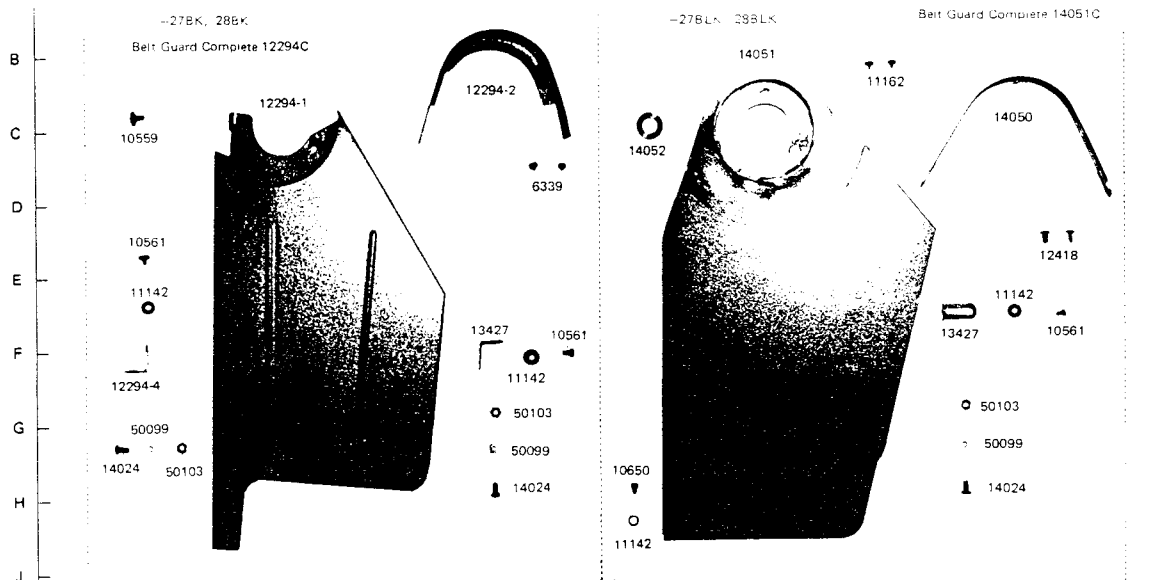 -27BK, 28BK
Belt Guard Complete 12294C
B
12294-1
12294-2
10559
C
6339
D
10561
E
11142
13427
10561
F
11142
12294-4
50103
G
50099
50099
14024
50103
14024
H
J
-27BLK 28BLK
Belt Guard Complete 14051C
14051
11162
14050
14052
12418
11142
13427
10561
50103
50099
10650
14024
11142